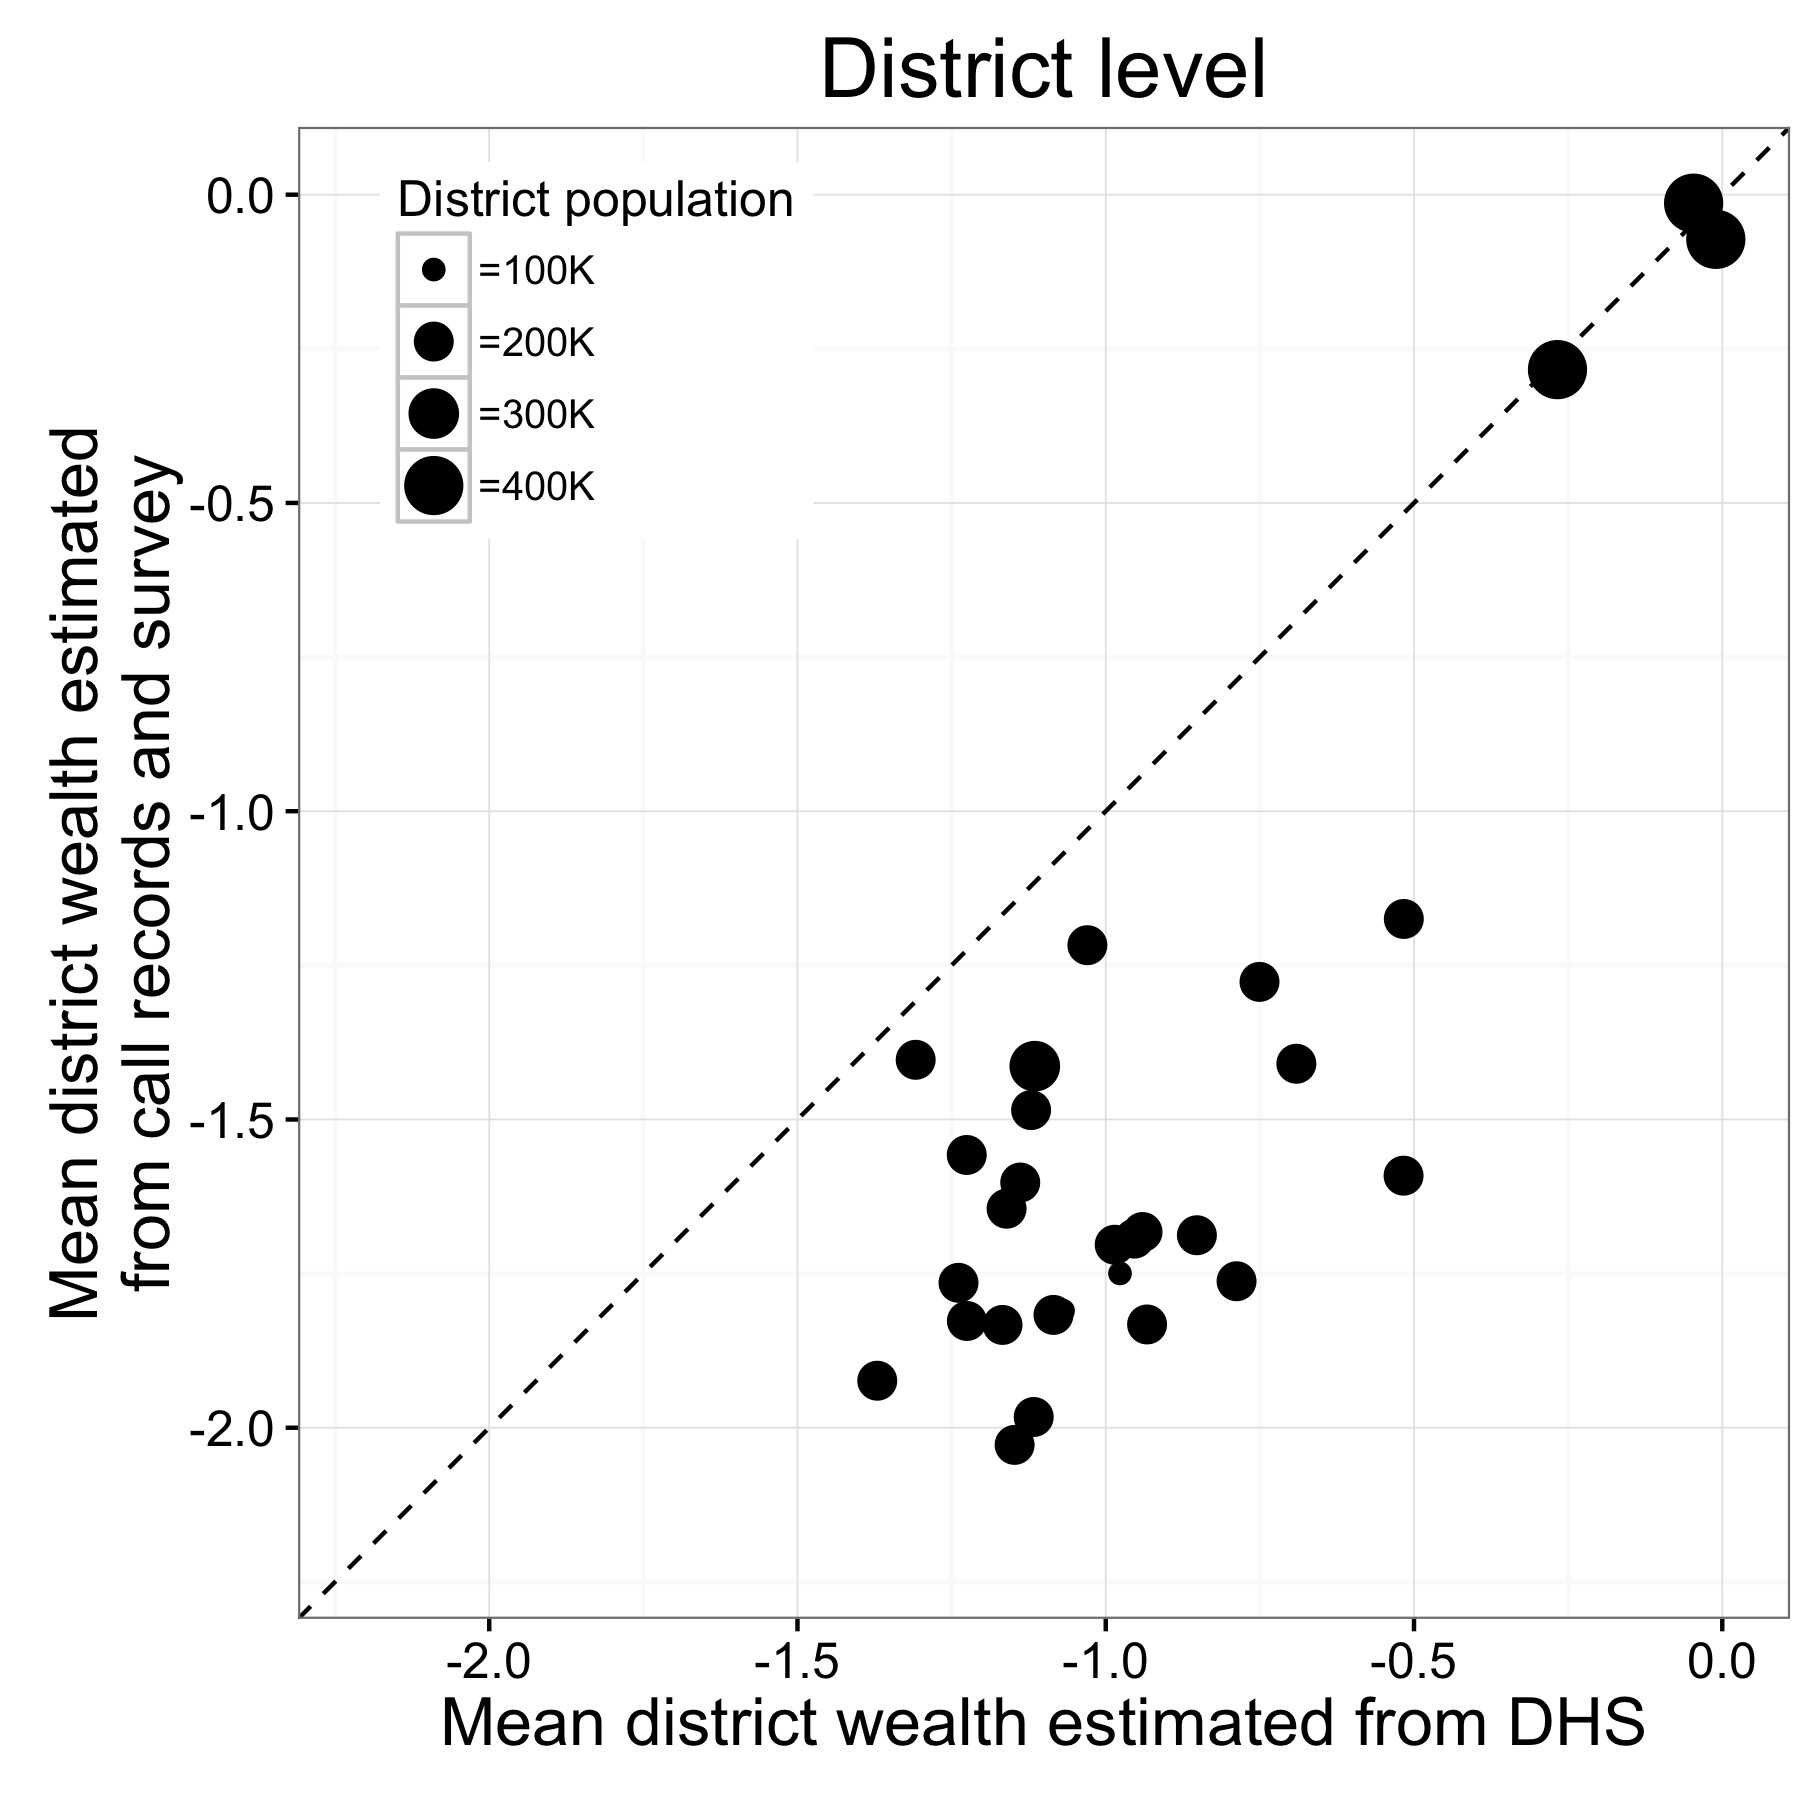 District level
District population
=100K
=200K
=300K
=400K
Mean district wealth estimated
from call records and survey
0.0
-0.5
-1.0
-1.5
-2.0
-2.0 -1.5 -1.0 -0.5 0.0
Mean district wealth estimated from DHS